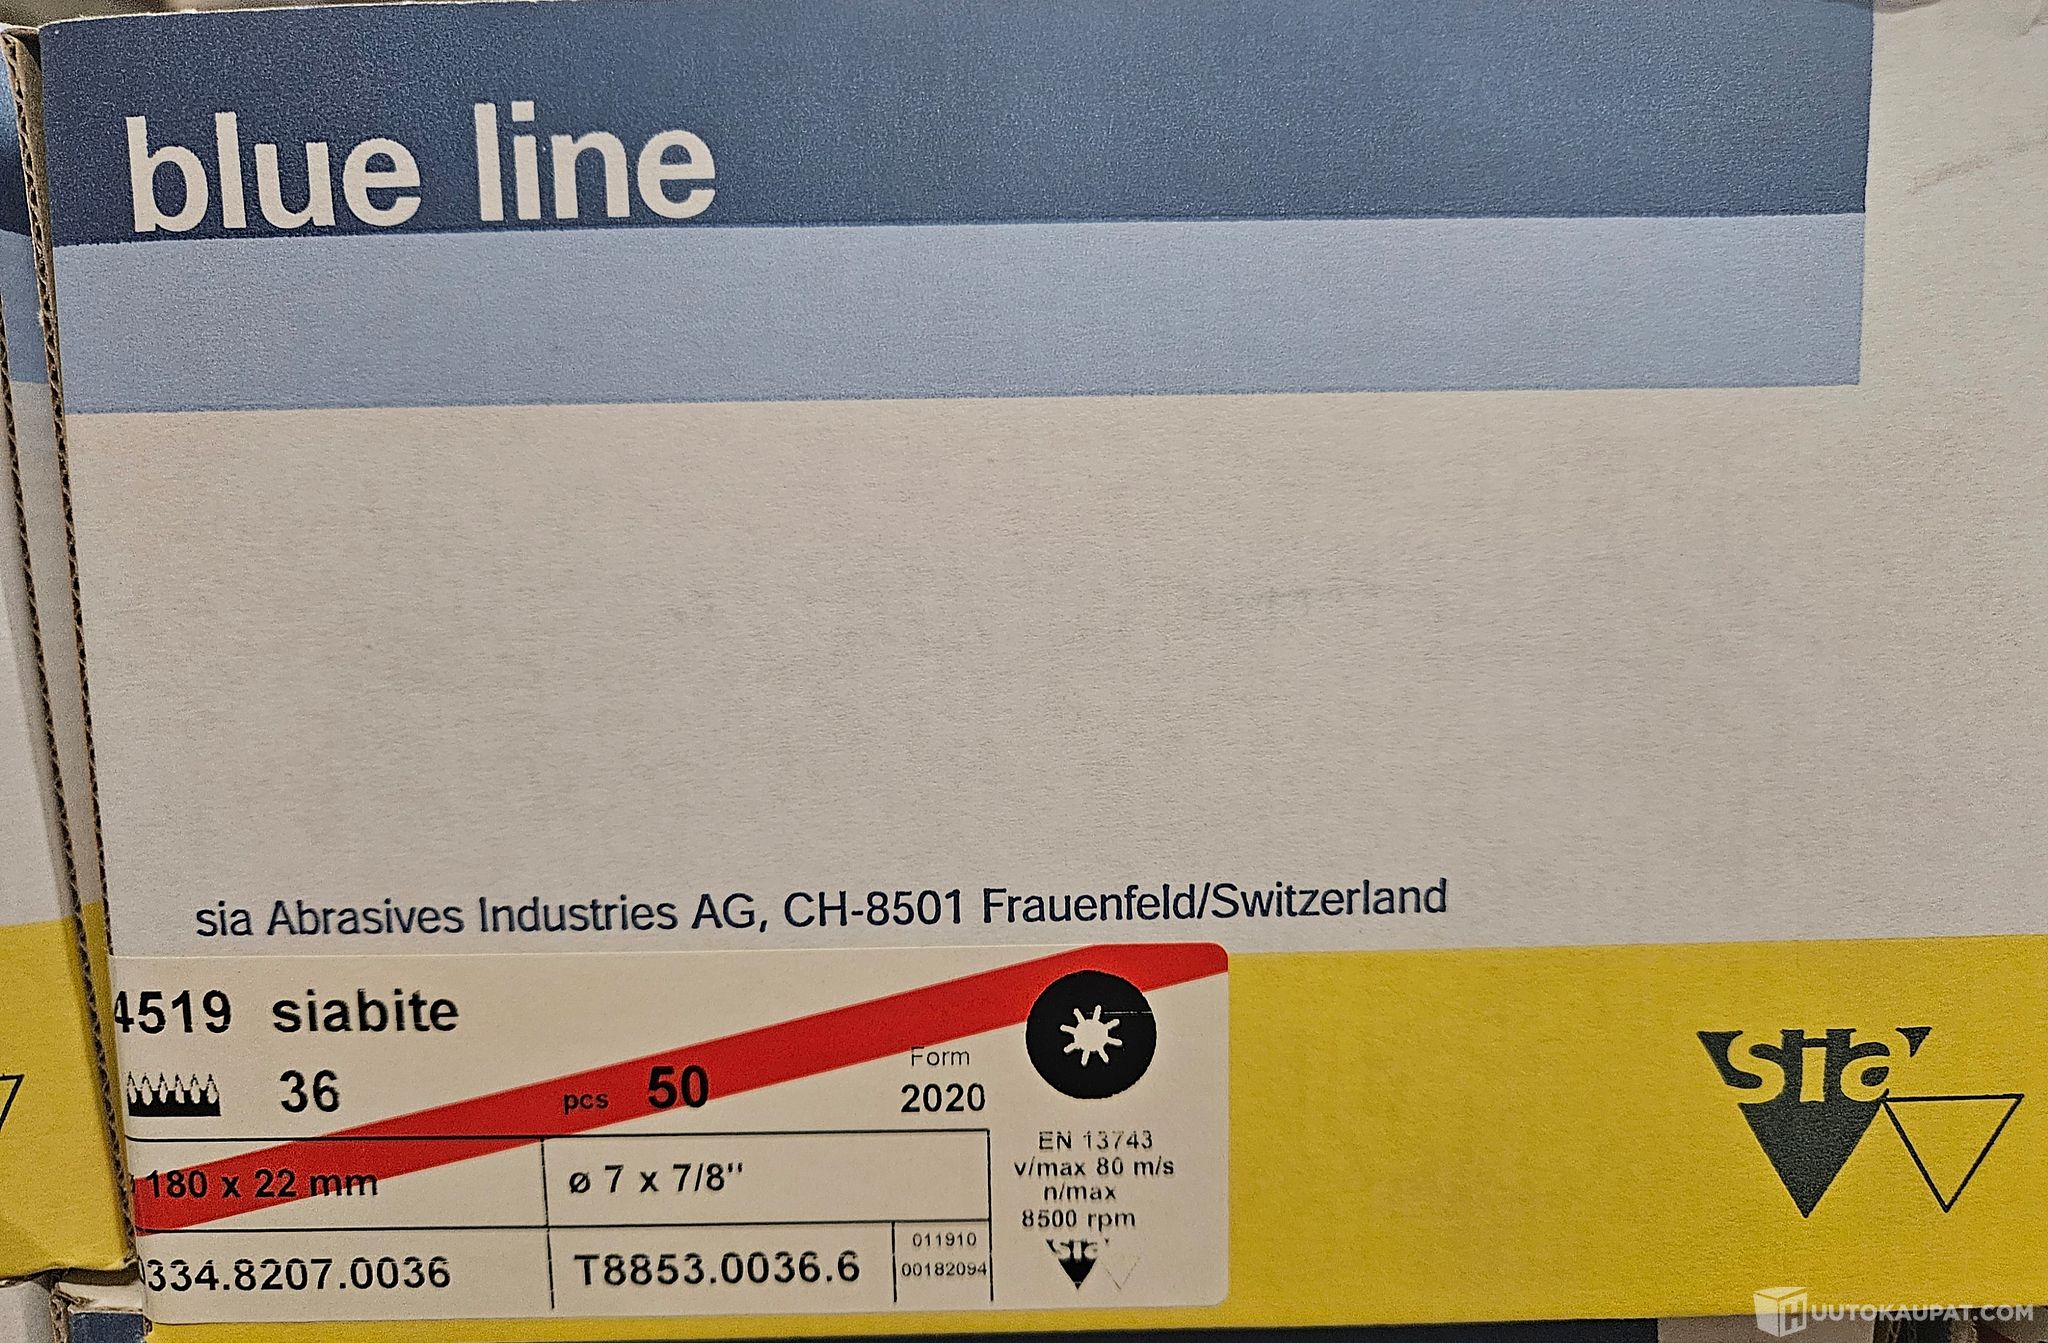 blue line
sia Abrasives Industries AG, CH-8501 Frauenfeld/Switzerland
4519 siabite
36 pcs 50 Form 2020
180 x 22 mm ø 7 x 7/8"
334.8207.0036 T8853.0036.6 011910 00182094
EN 13743
v/max 80 m/s
n/max
8500 rpm
sia
sia
HUUTOKAUPAT.COM